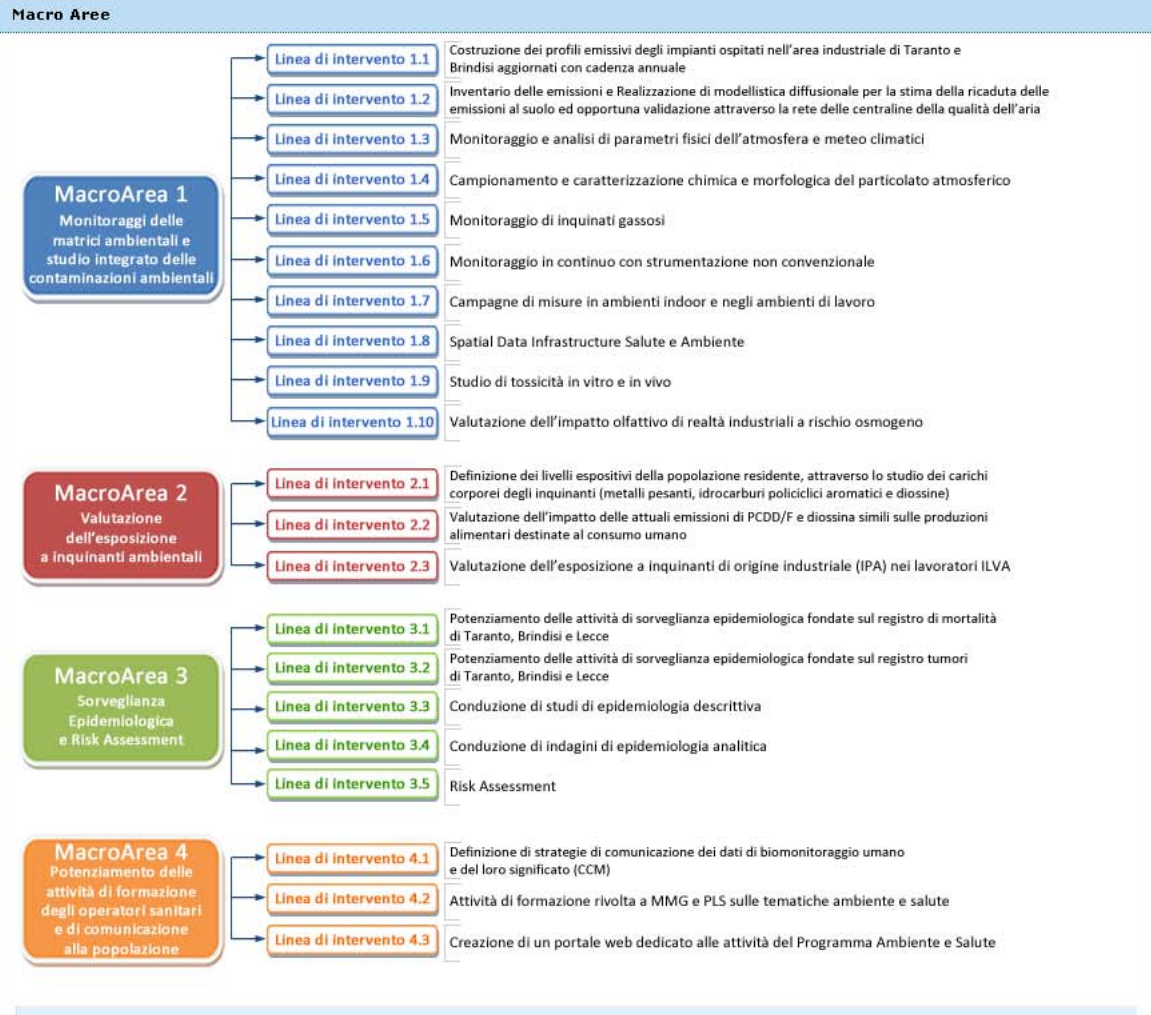 Macro Aree
MacroArea 1
Monitoraggi delle
matrici ambientali e
studio integrato delle
contaminazioni ambientali
Linea di intervento 1.1
Costruzione dei profili emissivi degli impianti ospitati nell'area industriale di Taranto e
Brindisi aggiornati con cadenza annuale
Linea di intervento 1.2
Inventario delle emissioni e Realizzazione di modellistica diffusionale per la stima della ricaduta delle
emissioni al suolo ed opportuna validazione attraverso la rete delle centraline della qualità dell'aria
Linea di intervento 1.3
Monitoraggio e analisi di parametri fisici dell'atmosfera e meteo climatici
Linea di intervento 1.4
Campionamento e caratterizzazione chimica e morfologica del particolato atmosferico
Linea di intervento 1.5
Monitoraggio di inquinati gassosi
Linea di intervento 1.6
Monitoraggio in continuo con strumentazione non convenzionale
Linea di intervento 1.7
Campagne di misure in ambienti indoor e negli ambienti di lavoro
Linea di intervento 1.8
Spatial Data Infrastructure Salute e Ambiente
Linea di intervento 1.9
Studio di tossicità in vitro e in vivo
Linea di intervento 1.10
Valutazione dell'impatto olfattivo di realtà industriali a rischio osmogeno
MacroArea 2
Valutazione
dell'esposizione
a inquinanti ambientali
Linea di intervento 2.1
Definizione dei livelli espositivi della popolazione residente, attraverso lo studio dei carichi
corporei degli inquinanti (metalli pesanti, idrocarburi policiclici aromatici e diossine)
Linea di intervento 2.2
Valutazione dell'impatto delle attuali emissioni di PCDD/F e diossina simili sulle produzioni
alimentari destinate al consumo umano
Linea di intervento 2.3
Valutazione dell'esposizione a inquinanti di origine industriale (IPA) nei lavoratori ILVA
MacroArea 3
Sorveglianza
Epidemiologica
e Risk Assessment
Linea di intervento 3.1
Potenziamento delle attività di sorveglianza epidemiologica fondate sul registro di mortalità
di Taranto, Brindisi e Lecce
Linea di intervento 3.2
Potenziamento delle attività di sorveglianza epidemiologica fondate sul registro tumori
di Taranto, Brindisi e Lecce
Linea di intervento 3.3
Conduzione di studi di epidemiologia descrittiva
Linea di intervento 3.4
Conduzione di indagini di epidemiologia analitica
Linea di intervento 3.5
Risk Assessment
MacroArea 4
Potenziamento delle
attività di formazione
degli operatori sanitari
e di comunicazione
alla popolazione
Linea di intervento 4.1
Definizione di strategie di comunicazione dei dati di biomonitoraggio umano
e del loro significato (CCM)
Linea di intervento 4.2
Attività di formazione rivolta a MMG e PLS sulle tematiche ambiente e salute
Linea di intervento 4.3
Creazione di un portale web dedicato alle attività del Programma Ambiente e Salute